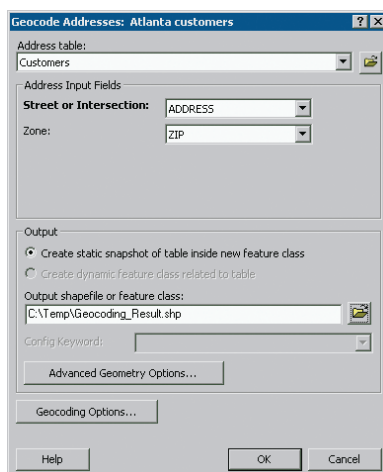 Geocode Addresses: Atlanta customers
Address table:
Customers
Address Input Fields
Street or Intersection: ADDRESS
Zone: ZIP
Output
Create static snapshot of table inside new feature class
Create dynamic feature class related to table
Output shapefile or feature class:
C:\Temp\Geocoding_Result.shp
Config Keyword:
Advanced Geometry Options...
Geocoding Options...
Help OK Cancel